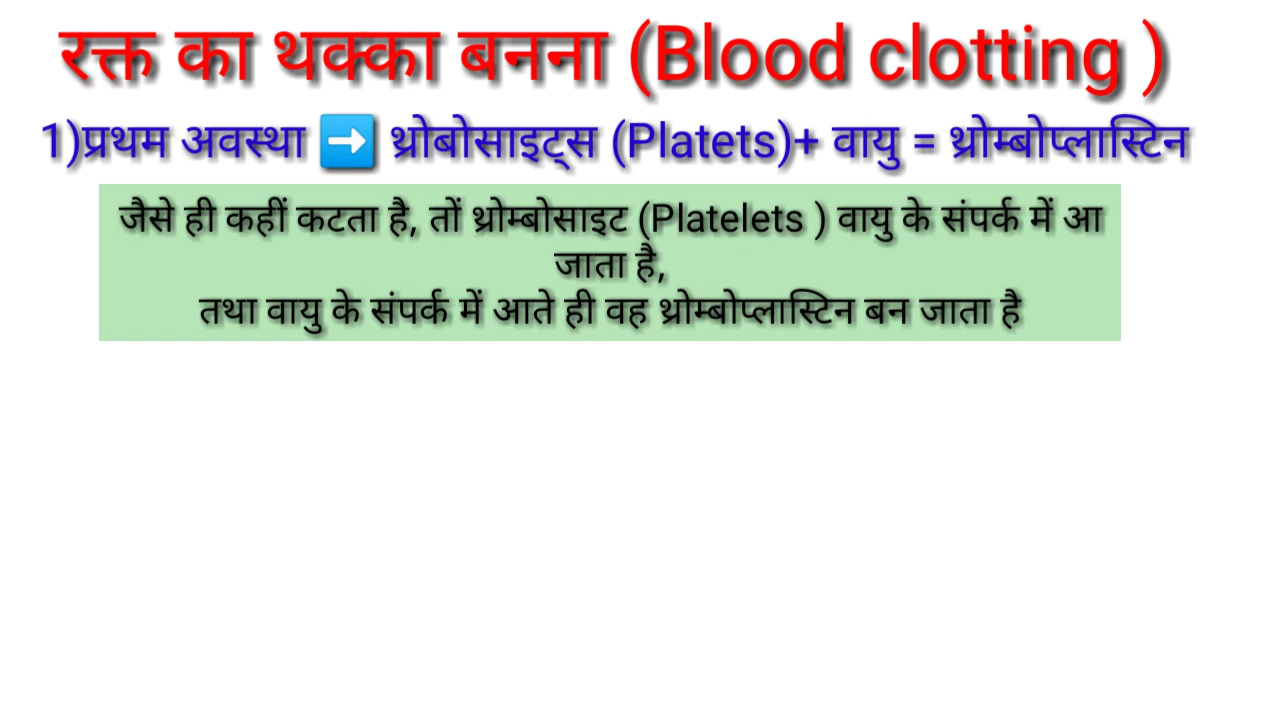 रक्त का थक्का बनना (Blood clotting )
1)प्रथम अवस्था ➡️ थ्रोबोसाइट्स (Platets)+ वायु = थ्रोम्बोप्लास्टिन
जैसे ही कहीं कटता है, तों थ्रोम्बोसाइट (Platelets ) वायु के संपर्क में आ
जाता है,
तथा वायु के संपर्क में आते ही वह थ्रोम्बोप्लास्टिन बन जाता है